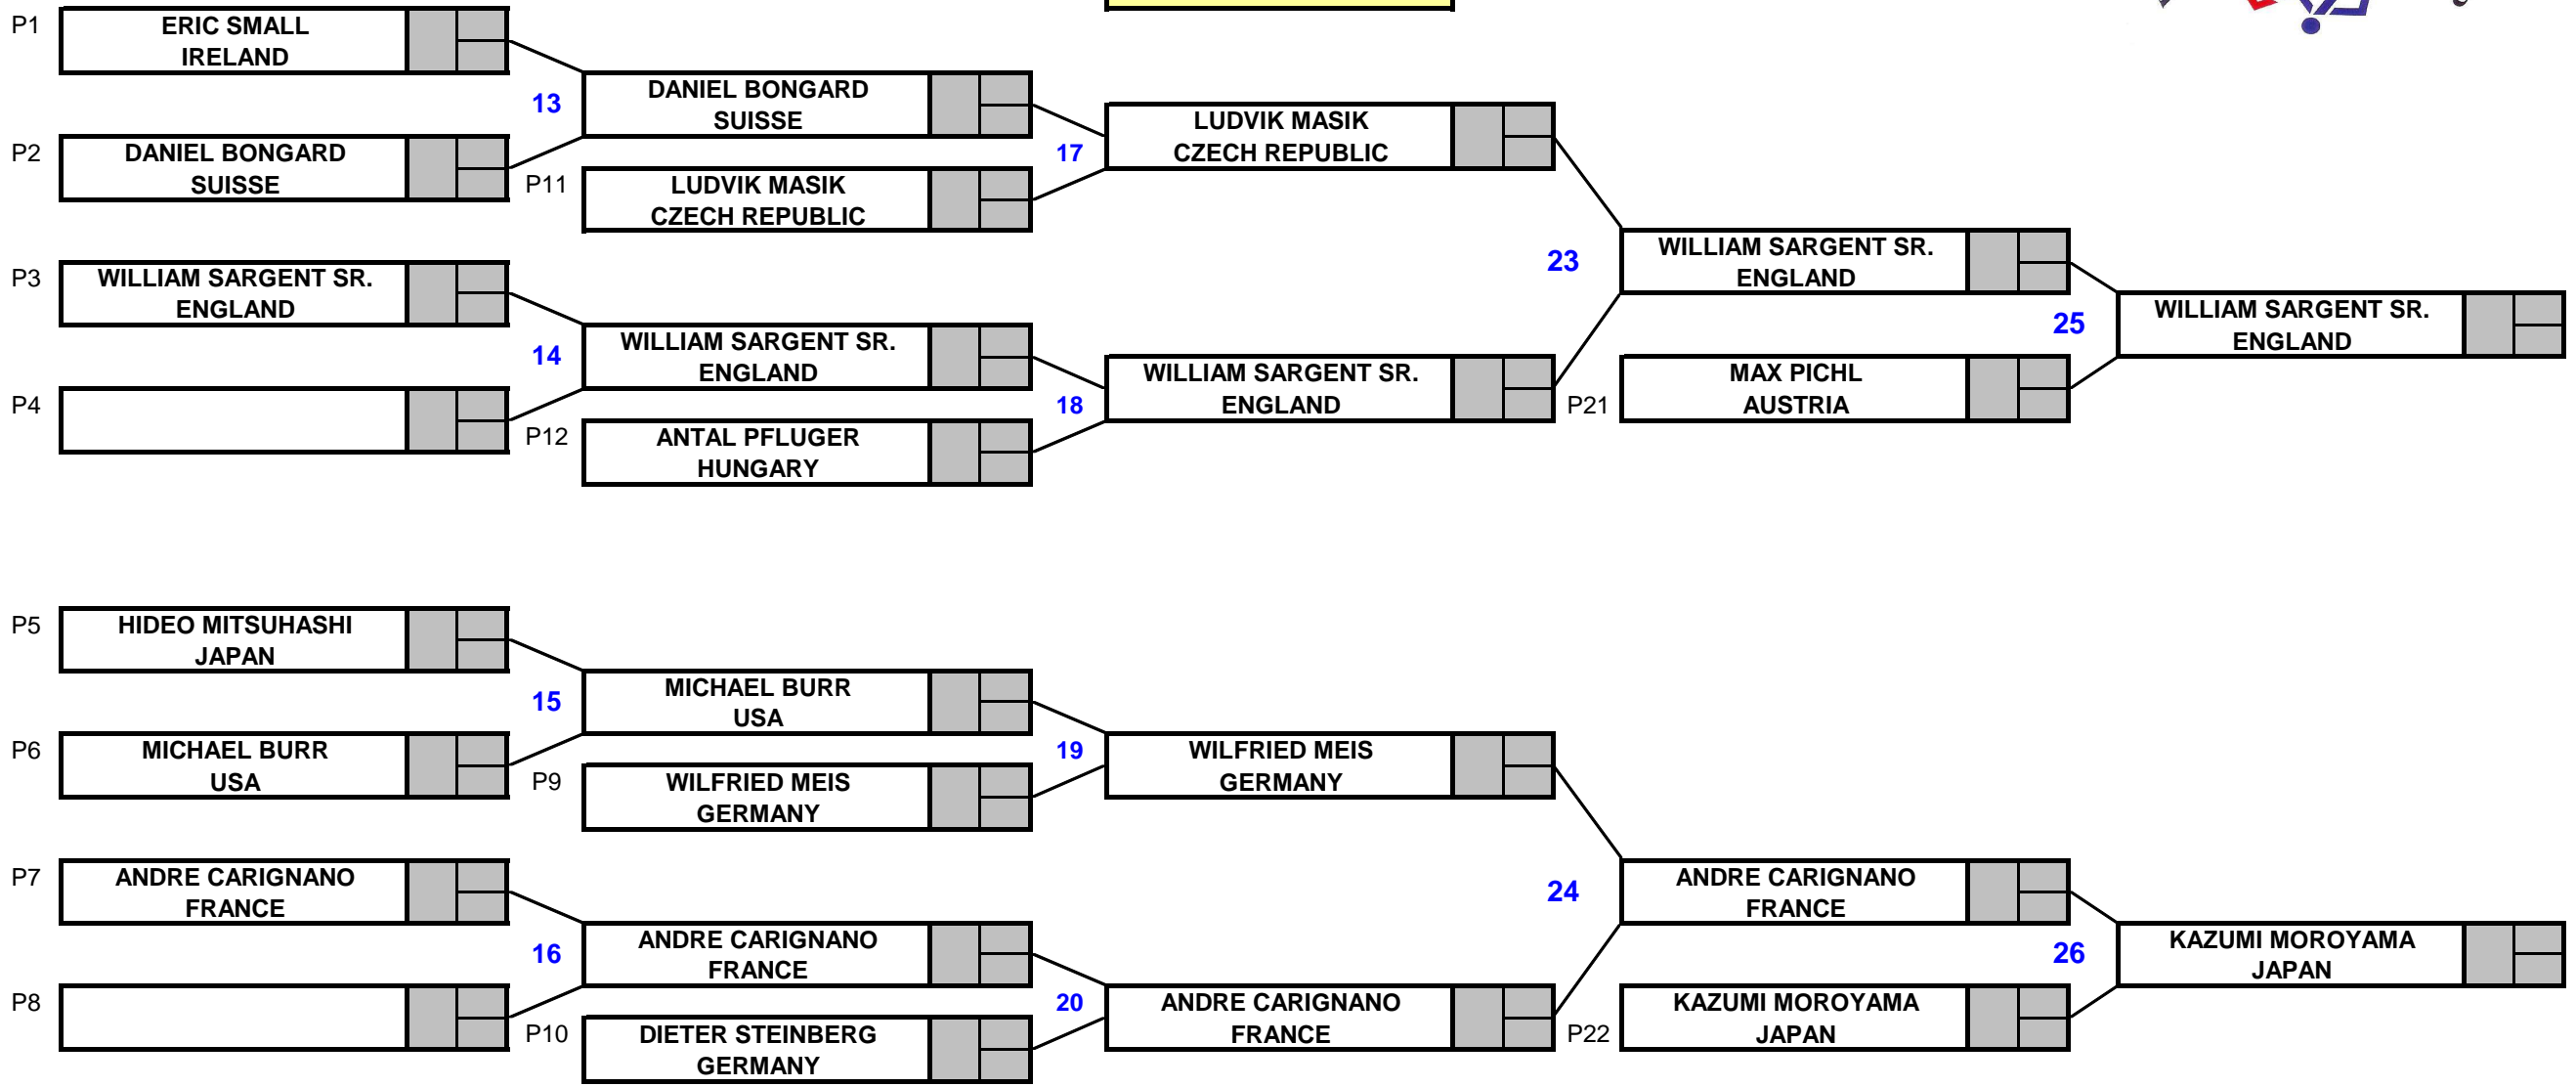 P1
ERIC SMALL
IRELAND
13
DANIEL BONGARD
SUISSE
P2
DANIEL BONGARD
SUISSE
P11
LUDVIK MASIK
CZECH REPUBLIC
17
LUDVIK MASIK
CZECH REPUBLIC
P3
WILLIAM SARGENT SR.
ENGLAND
14
WILLIAM SARGENT SR.
ENGLAND
P4
P12
ANTAL PFLUGER
HUNGARY
18
WILLIAM SARGENT SR.
ENGLAND
23
WILLIAM SARGENT SR.
ENGLAND
P21
MAX PICHL
AUSTRIA
25
WILLIAM SARGENT SR.
ENGLAND
P5
HIDEO MITSUHASHI
JAPAN
15
MICHAEL BURR
USA
P6
MICHAEL BURR
USA
P9
WILFRIED MEIS
GERMANY
19
WILFRIED MEIS
GERMANY
P7
ANDRE CARIGNANO
FRANCE
16
ANDRE CARIGNANO
FRANCE
P8
P10
DIETER STEINBERG
GERMANY
20
ANDRE CARIGNANO
FRANCE
24
ANDRE CARIGNANO
FRANCE
P22
KAZUMI MOROYAMA
JAPAN
26
KAZUMI MOROYAMA
JAPAN